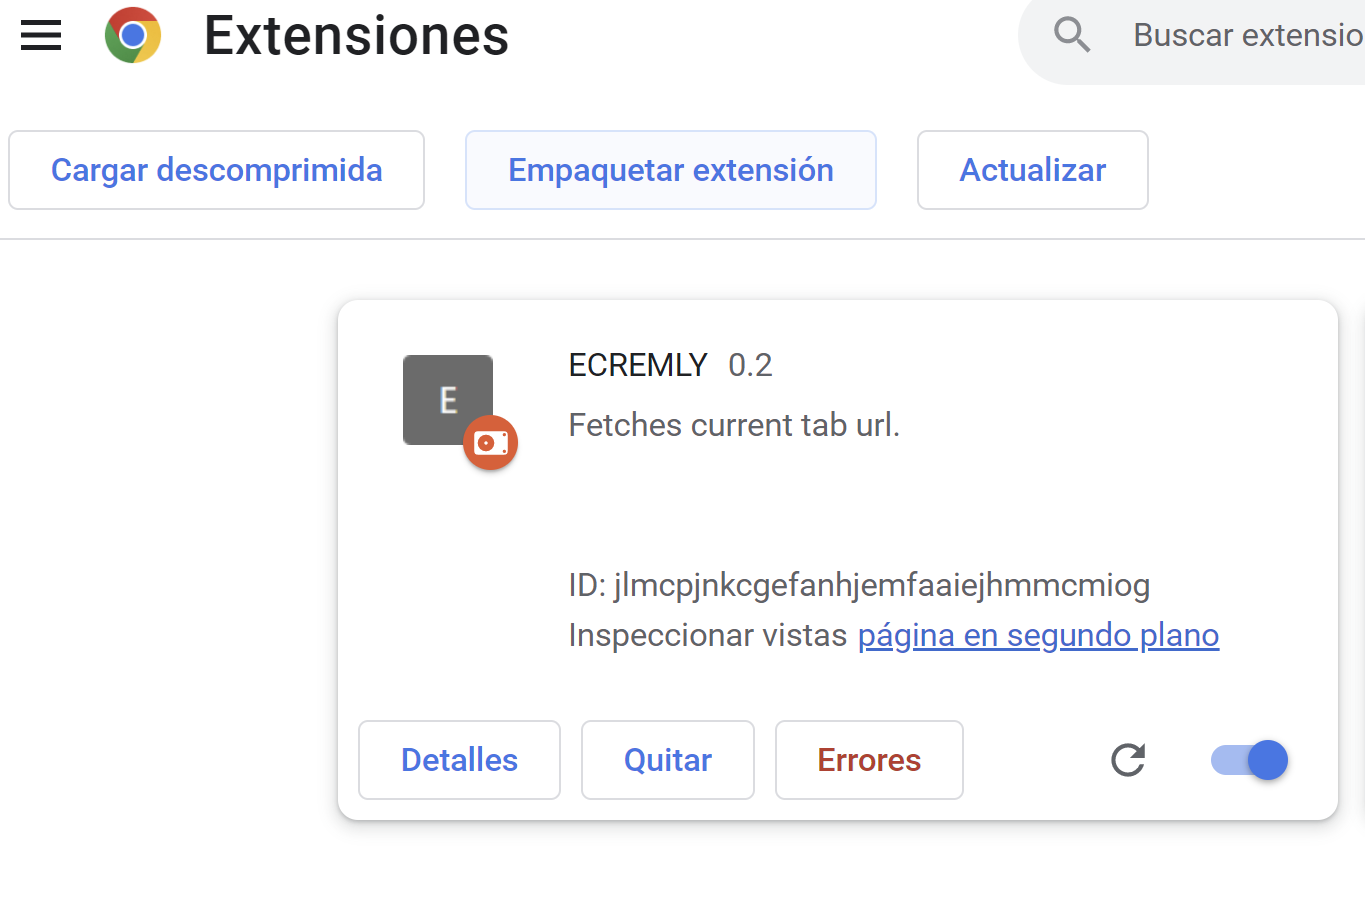 Extensiones
Buscar extensio
Cargar descomprimida
Empaquetar extensión
Actualizar
E
ECREMLY 0.2
Fetches current tab url.
ID: jlmcpjnkcgefanhjemfaaiejhmmcmiog
Inspeccionar vistas página en segundo plano
Detalles
Quitar
Errores